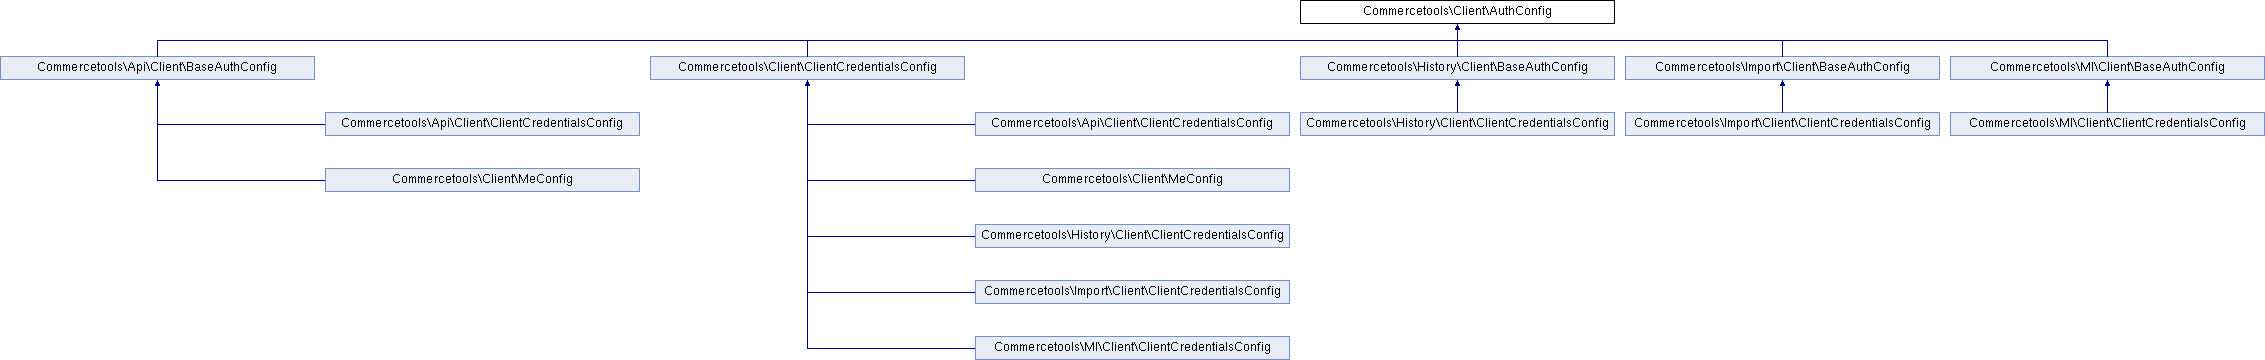 Commercetools\Client\AuthConfig
Commercetools\Api\Client\BaseAuthConfig
Commercetools\Client\ClientCredentialsConfig
Commercetools\History\Client\BaseAuthConfig
Commercetools\Import\Client\BaseAuthConfig
Commercetools\Ml\Client\BaseAuthConfig
Commercetools\Api\Client\ClientCredentialsConfig
Commercetools\Api\Client\ClientCredentialsConfig
Commercetools\History\Client\ClientCredentialsConfig
Commercetools\Import\Client\ClientCredentialsConfig
Commercetools\Ml\Client\ClientCredentialsConfig
Commercetools\Client\MeConfig
Commercetools\Client\MeConfig
Commercetools\History\Client\ClientCredentialsConfig
Commercetools\Import\Client\ClientCredentialsConfig
Commercetools\Ml\Client\ClientCredentialsConfig